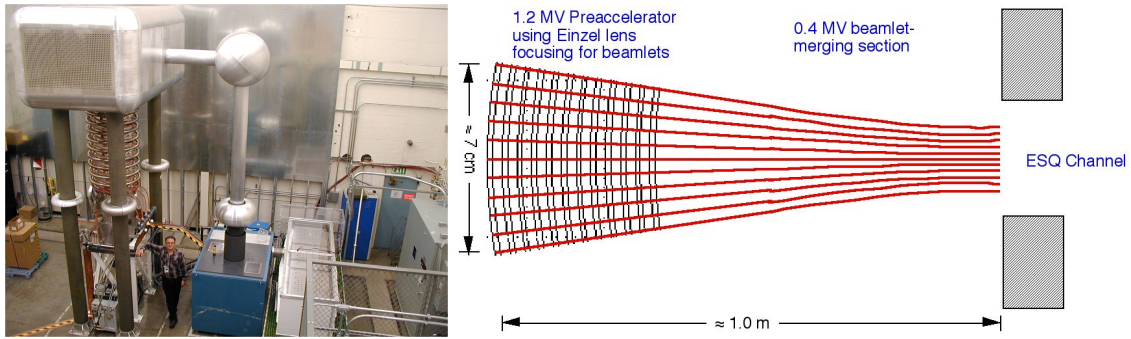 1.2 MV Preaccelerator
using Einzel lens
focusing for beamlets
0.4 MV beamlet-
merging section
≈ 7 cm
ESQ Channel
≈ 1.0 m